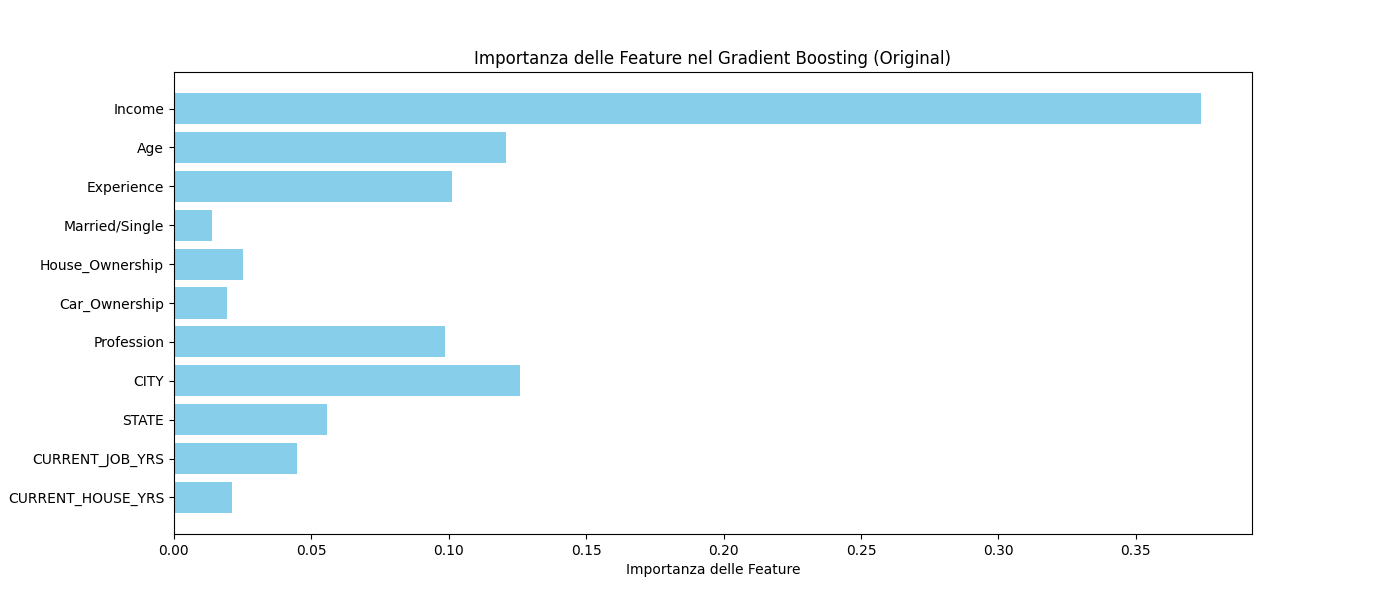 Importanza delle Feature nel Gradient Boosting (Original)
Income
Age
Experience
Married/Single
House_Ownership
Car_Ownership
Profession
CITY
STATE
CURRENT_JOB_YRS
CURRENT_HOUSE_YRS
0.00 0.05 0.10 0.15 0.20 0.25 0.30 0.35
Importanza delle Feature